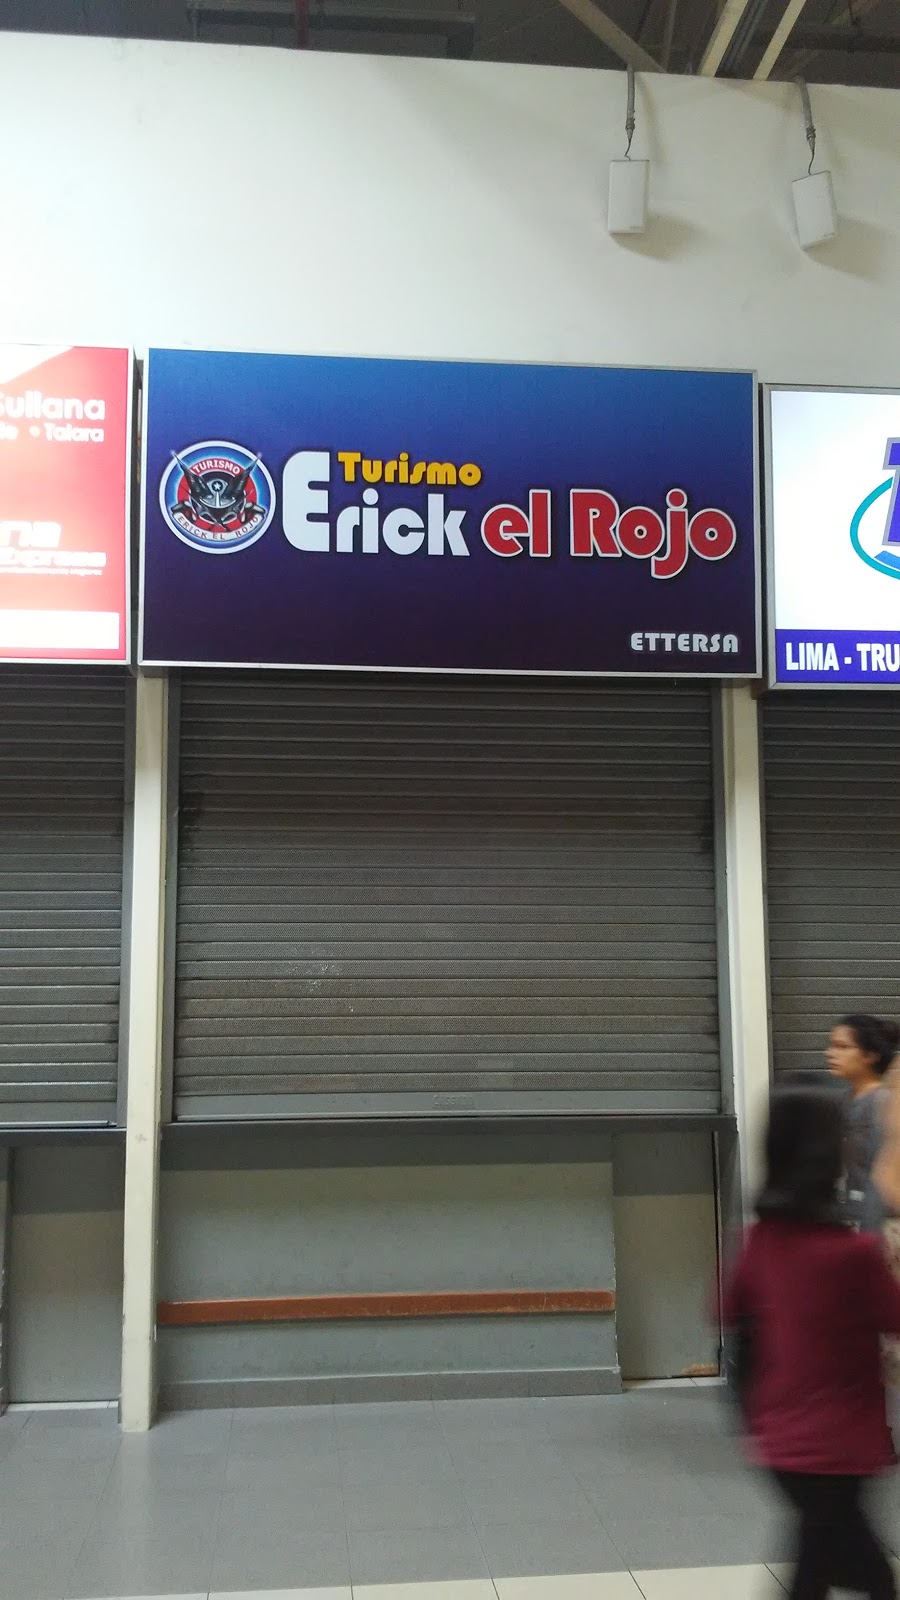 Sullana
• Talara
TURISMO
ERICK EL ROJO
Turismo
Erick el Rojo
ETTERSA
LIMA - TRU